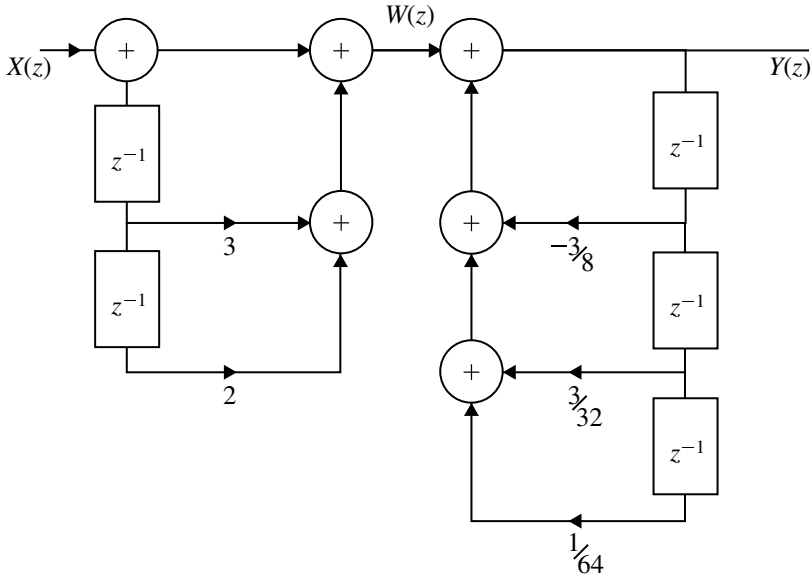 W(z)
X(z) + + + Y(z)
z⁻¹ z⁻¹
+ +
3 −3/8
z⁻¹ z⁻¹
+
2 3/32
z⁻¹
1/64